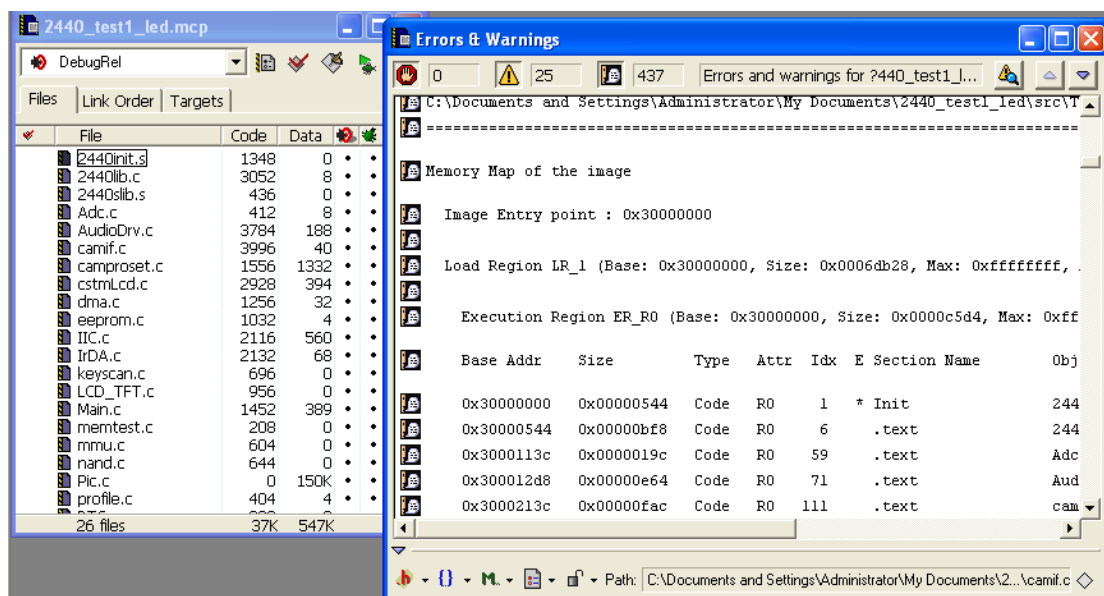 2440_test1_led.mcp
DebugRel
Files Link Order Targets
File Code Data
2440init.s 1348 0 • •
2440lib.c 3052 8 • •
2440slib.s 436 0 • •
Adc.c 412 8 • •
AudioDrv.c 3784 188 • •
camif.c 3996 40 • •
camproset.c 1556 1332 • •
cstmLcd.c 2928 394 • •
dma.c 1256 32 • •
eeprom.c 1032 4 • •
IIC.c 2116 560 • •
IrDA.c 2132 68 • •
keyscan.c 696 0 • •
LCD_TFT.c 956 0 • •
Main.c 1452 389 • •
memtest.c 208 0 • •
mmu.c 604 0 • •
nand.c 644 0 • •
Pic.c 0 150K • •
profile.c 404 4 • •
26 files 37K 547K
Errors & Warnings
0 25 437 Errors and warnings for ?440_test1_l...
C:\Documents and Settings\Administrator\My Documents\2440_test1_led\src\T
================================================================================
Memory Map of the image
Image Entry point : 0x30000000
Load Region LR_1 (Base: 0x30000000, Size: 0x0006db28, Max: 0xffffffff,
Execution Region ER_RO (Base: 0x30000000, Size: 0x0000c5d4, Max: 0xff
Base Addr Size Type Attr Idx E Section Name Obj
0x30000000 0x00000544 Code RO 1 * Init 244
0x30000544 0x00000bf8 Code RO 6 .text 244
0x3000113c 0x0000019c Code RO 59 .text Adc
0x300012d8 0x00000e64 Code RO 71 .text Aud
0x3000213c 0x00000fac Code RO 111 .text cam
h {} M. Path: C:\Documents and Settings\Administrator\My Documents\2...\camif.c